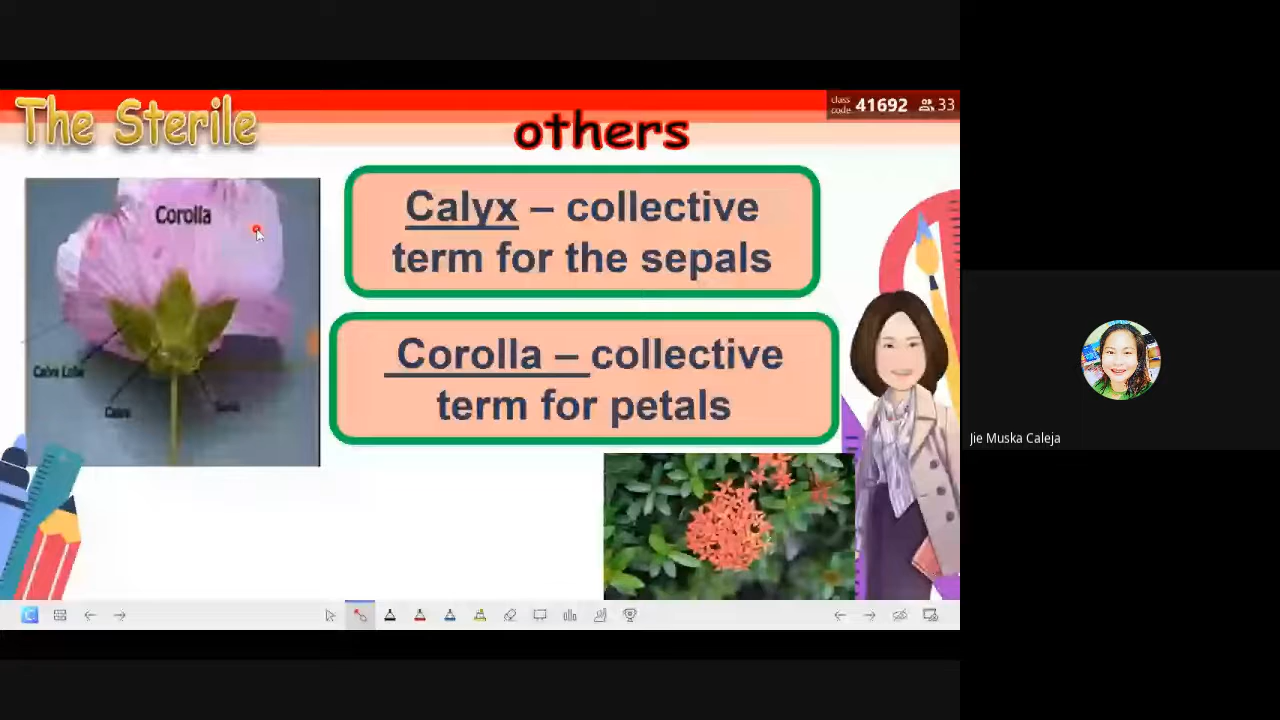 The Sterile
others
class code: 41692 33
Corolla
Calyx – collective
term for the sepals
Corolla – collective
term for petals
Calyx
Jie Muska Caleja